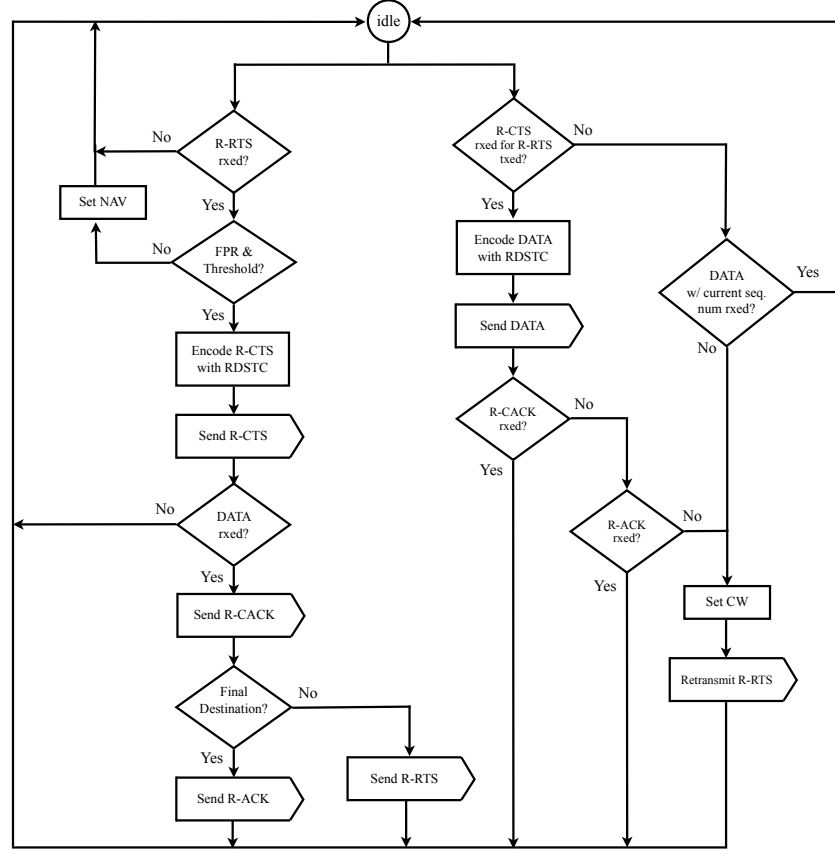 idle
R-RTS
rxed?
No
Yes
Set NAV
FPR &
Threshold?
No
Yes
Encode R-CTS
with RDSTC
Send R-CTS
DATA
rxed?
No
Yes
Send R-CACK
Final
Destination?
No
Yes
Send R-ACK
Send R-RTS
R-CTS
rxed for R-RTS
txed?
No
Yes
Encode DATA
with RDSTC
Send DATA
R-CACK
rxed?
No
Yes
R-ACK
rxed?
No
Yes
DATA
w/ current seq.
num rxed?
Yes
No
Set CW
Retransmit R-RTS